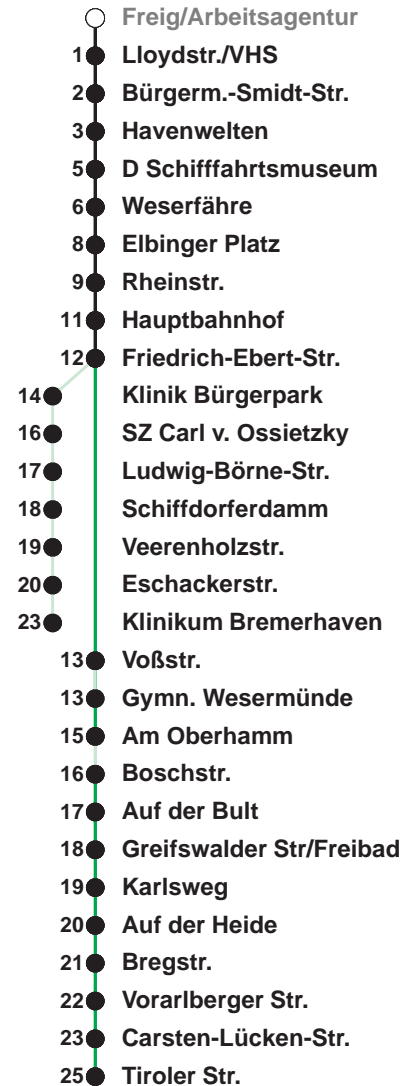 Freig/Arbeitsagentur
1 Lloydstr./VHS
2 Bürgerm.-Smidt-Str.
3 Havenwelten
5 D Schifffahrtsmuseum
6 Weserfähre
8 Elbinger Platz
9 Rheinstr.
11 Hauptbahnhof
12 Friedrich-Ebert-Str.
14 Klinik Bürgerpark
16 SZ Carl v. Ossietzky
17 Ludwig-Börne-Str.
18 Schiffdorferdamm
19 Veerenholzstr.
20 Eschackerstr.
23 Klinikum Bremerhaven
13 Voßstr.
13 Gymn. Wesermünde
15 Am Oberhamm
16 Boschstr.
17 Auf der Bult
18 Greifswalder Str/Freibad
19 Karlsweg
20 Auf der Heide
21 Bregstr.
22 Vorarlberger Str.
23 Carsten-Lücken-Str.
25 Tiroler Str.